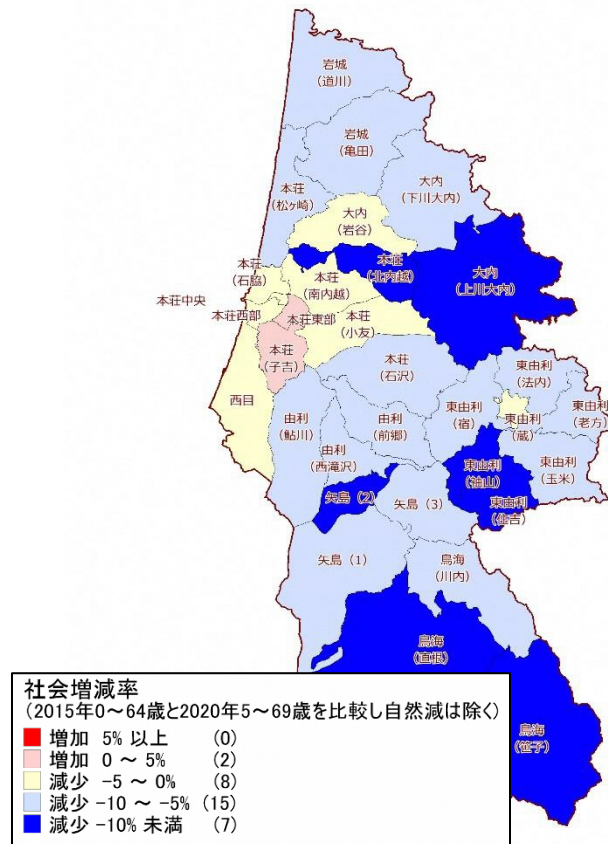 岩城
(道川)
岩城
(亀田)
本荘
(松ヶ崎)
大内
(下川大内)
大内
(岩谷)
本荘
(石脇)
本荘
(北内越)
大内
(上川大内)
本荘
(南内越)
本荘中央
本荘西部
本荘東部
本荘
(小友)
本荘
(子吉)
本荘
(石沢)
東由利
(法内)
西目
由利
(鮎川)
由利
(前郷)
東由利
(宿)
東由利
(蔵)
東由利
(老方)
由利
(西滝沢)
東由利
(袖山)
東由利
(玉米)
矢島(2)
矢島(3)
東由利
(住吉)
矢島(1)
鳥海
(川内)
鳥海
(直根)
鳥海
(笹子)
社会増減率
(2015年0~64歳と2020年5~69歳を比較し自然減は除く)
増加 5% 以上 (0)
増加 0 ~ 5% (2)
減少 -5 ~ 0% (8)
減少 -10 ~ -5% (15)
減少 -10% 未満 (7)